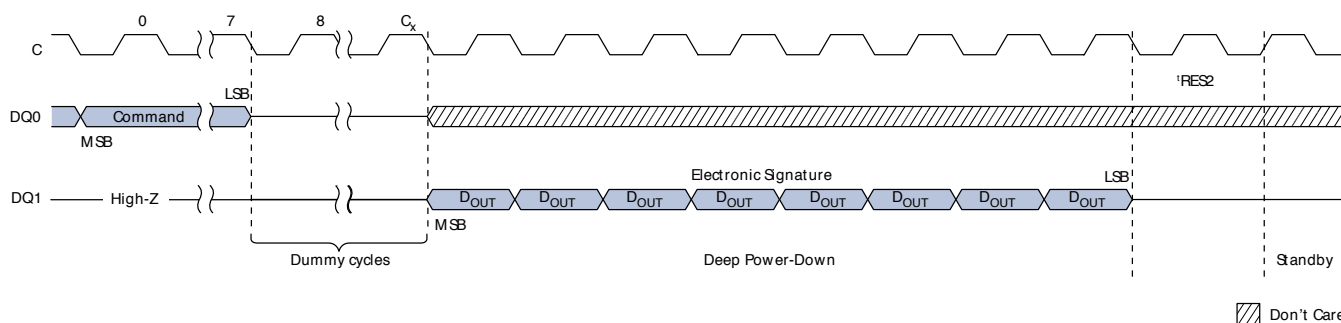 0 7 8 Cx
C
tRES2
LSB
DQ0 Command
MSB
Electronic Signature LSB
DQ1 High-Z DOUT DOUT DOUT DOUT DOUT DOUT DOUT DOUT
MSB
Dummy cycles Deep Power-Down Standby
Don't Care